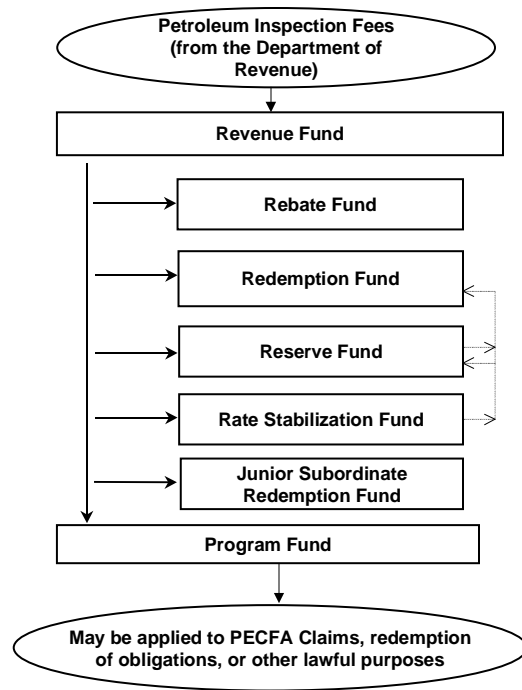 Petroleum Inspection Fees
(from the Department of
Revenue)
Revenue Fund
Rebate Fund
Redemption Fund
Reserve Fund
Rate Stabilization Fund
Junior Subordinate
Redemption Fund
Program Fund
May be applied to PECFA Claims, redemption
of obligations, or other lawful purposes